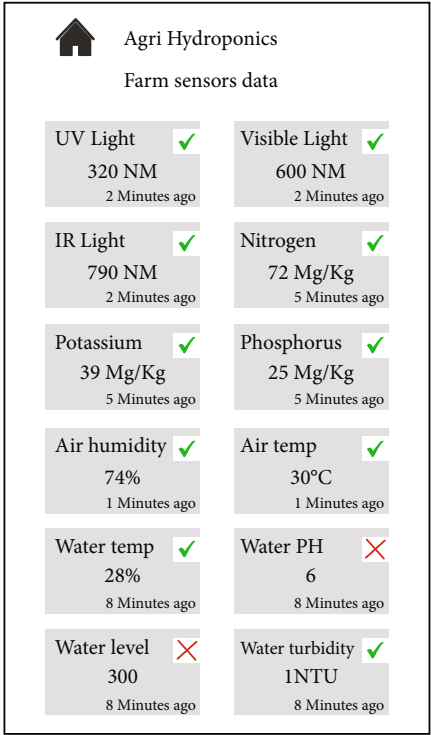 Agri Hydroponics
Farm sensors data
UV Light
320 NM
2 Minutes ago
Visible Light
600 NM
2 Minutes ago
IR Light
790 NM
2 Minutes ago
Nitrogen
72 Mg/Kg
5 Minutes ago
Potassium
39 Mg/Kg
5 Minutes ago
Phosphorus
25 Mg/Kg
5 Minutes ago
Air humidity
74%
1 Minutes ago
Air temp
30°C
1 Minutes ago
Water temp
28%
8 Minutes ago
Water PH
6
8 Minutes ago
Water level
300
8 Minutes ago
Water turbidity
1NTU
8 Minutes ago